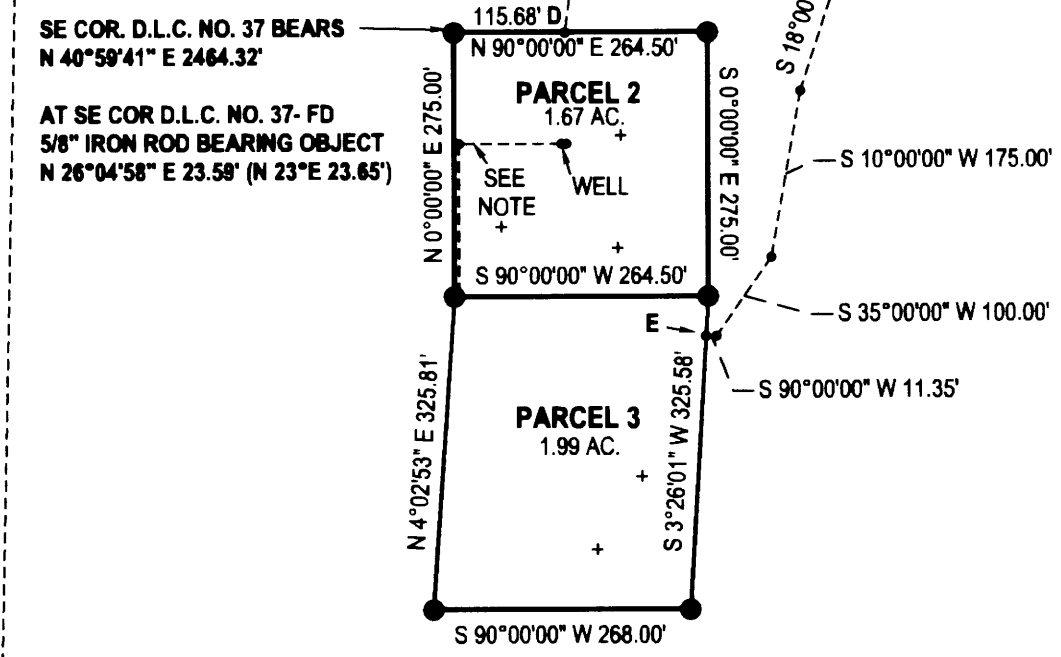 SE COR. D.L.C. NO. 37 BEARS
N 40°59'41" E 2464.32'
AT SE COR D.L.C. NO. 37- FD
5/8" IRON ROD BEARING OBJECT
N 26°04'58" E 23.59' (N 23°E 23.65')
115.68' D
N 90°00'00" E 264.50'
S 18°00
PARCEL 2
1.67 AC.
N 0°00'00" E 275.00'
S 0°00'00" E 275.00'
SEE
NOTE
WELL
S 10°00'00" W 175.00'
S 90°00'00" W 264.50'
S 35°00'00" W 100.00'
E
S 90°00'00" W 11.35'
PARCEL 3
1.99 AC.
N 4°02'53" E 325.81'
S 3°26'01" W 325.58'
S 90°00'00" W 268.00'